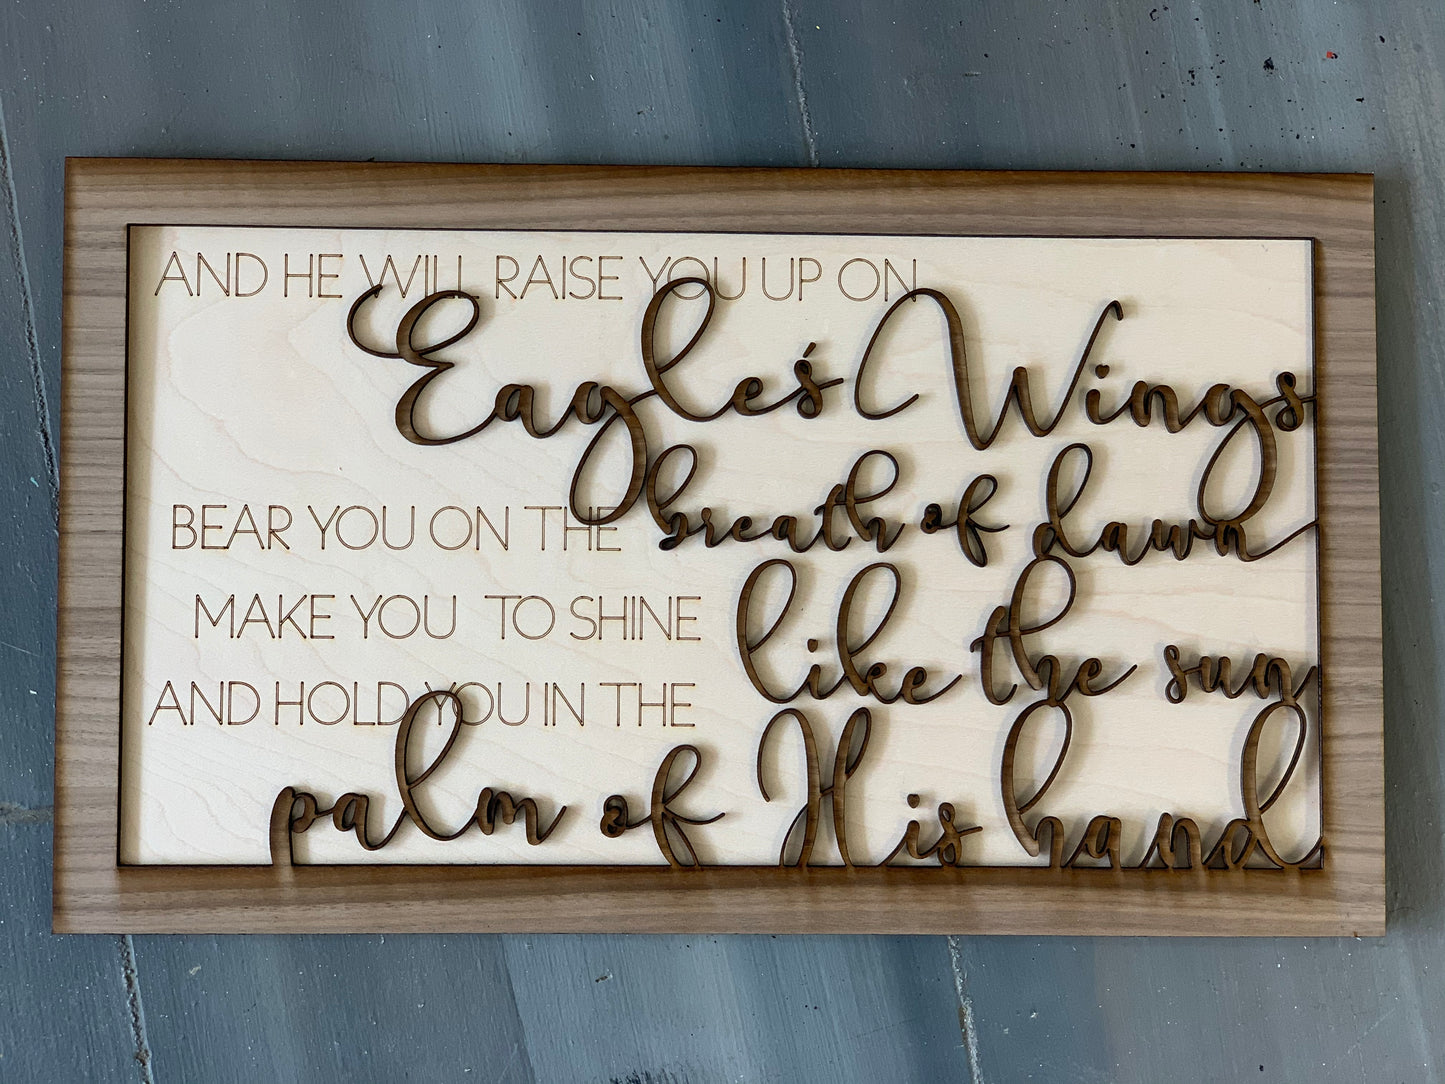 AND HE WILL RAISE YOU UP ON
Eagles' Wings
BEAR YOU ON THE breath of dawn
MAKE YOU TO SHINE like the sun
AND HOLD YOU IN THE
palm of His hand